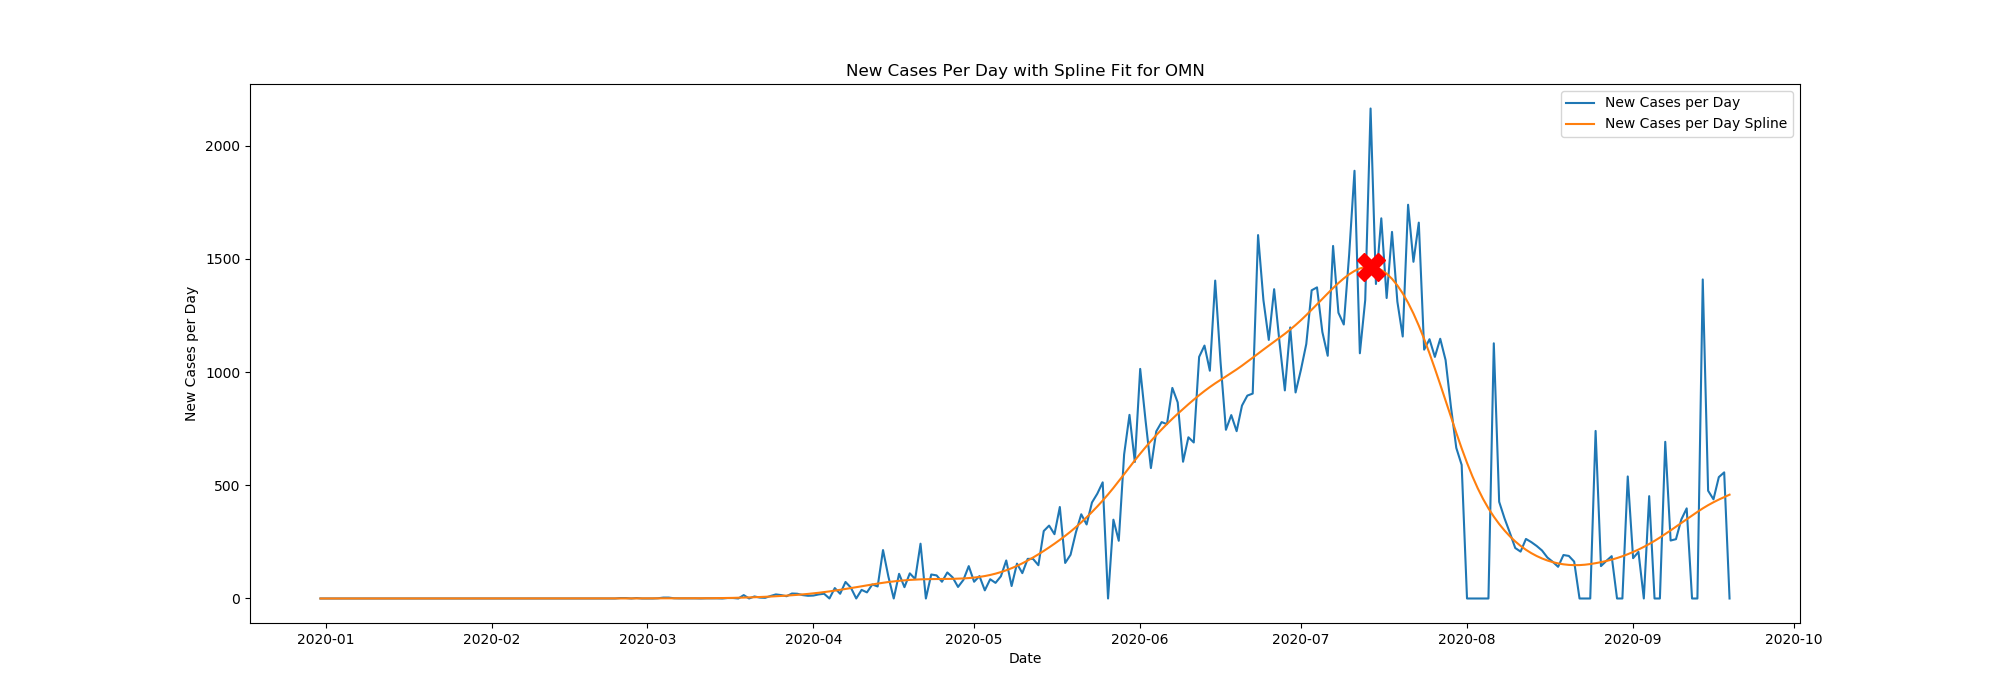 New Cases Per Day with Spline Fit for OMN
New Cases per Day
New Cases per Day Spline
New Cases per Day
2000
1500
1000
500
0
2020-01 2020-02 2020-03 2020-04 2020-05 2020-06 2020-07 2020-08 2020-09 2020-10
Date